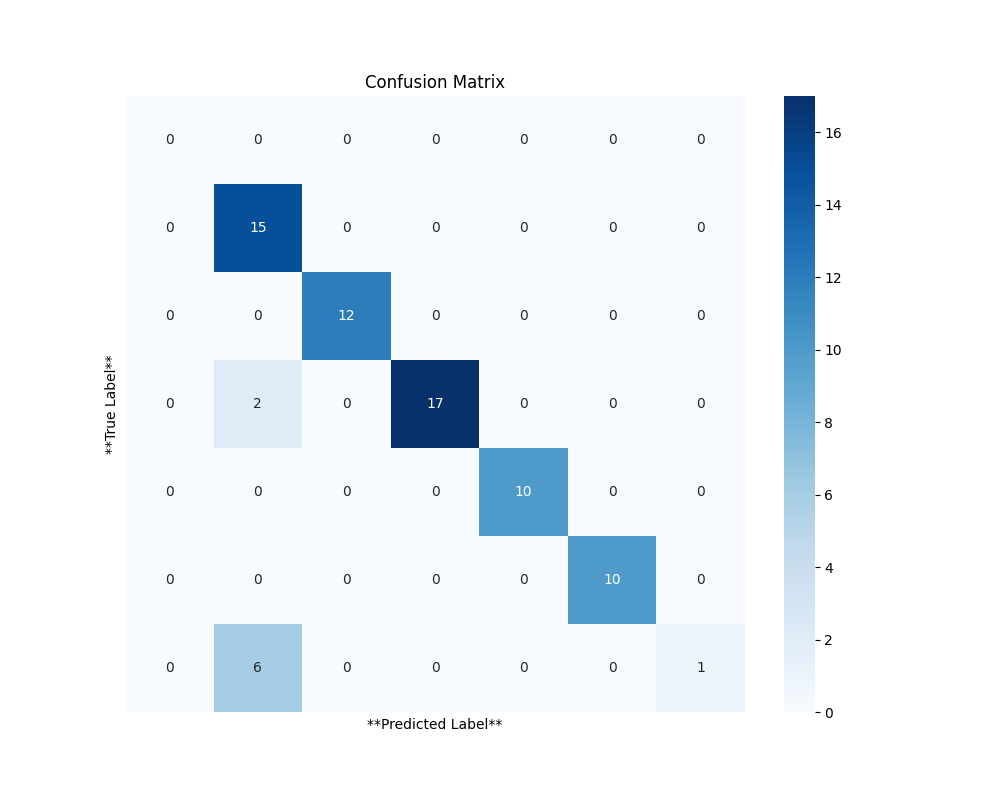 Confusion Matrix
0 0 0 0 0 0 0
0 15 0 0 0 0 0
0 0 12 0 0 0 0
0 2 0 17 0 0 0
0 0 0 0 10 0 0
0 0 0 0 0 10 0
0 6 0 0 0 0 1
**True Label**
**Predicted Label**
16
14
12
10
8
6
4
2
0